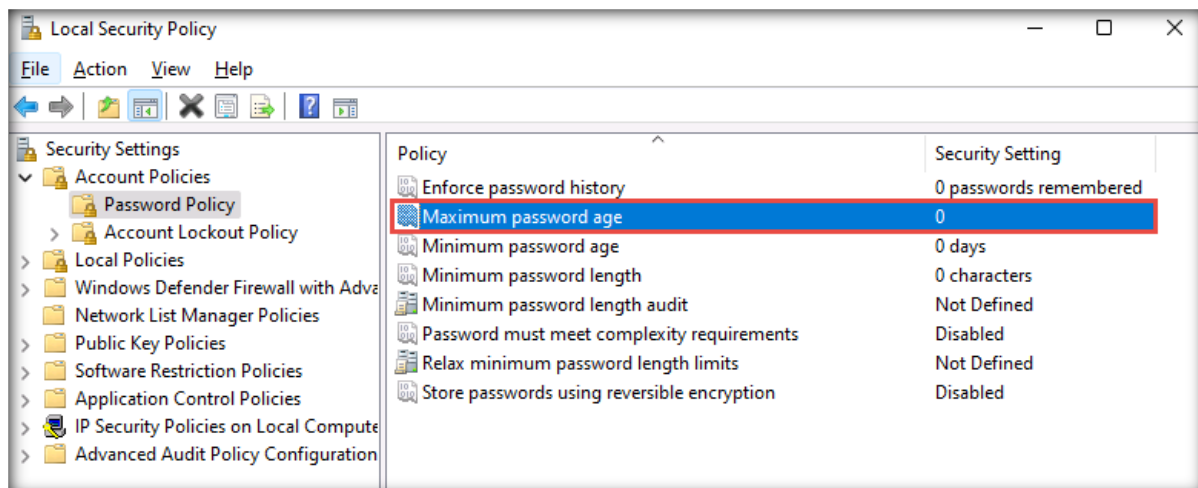 Local Security Policy
File Action View Help
Security Settings
Account Policies
Password Policy
Account Lockout Policy
Local Policies
Windows Defender Firewall with Adva
Network List Manager Policies
Public Key Policies
Software Restriction Policies
Application Control Policies
IP Security Policies on Local Compute
Advanced Audit Policy Configuration
Policy Security Setting
Enforce password history 0 passwords remembered
Maximum password age 0
Minimum password age 0 days
Minimum password length 0 characters
Minimum password length audit Not Defined
Password must meet complexity requirements Disabled
Relax minimum password length limits Not Defined
Store passwords using reversible encryption Disabled